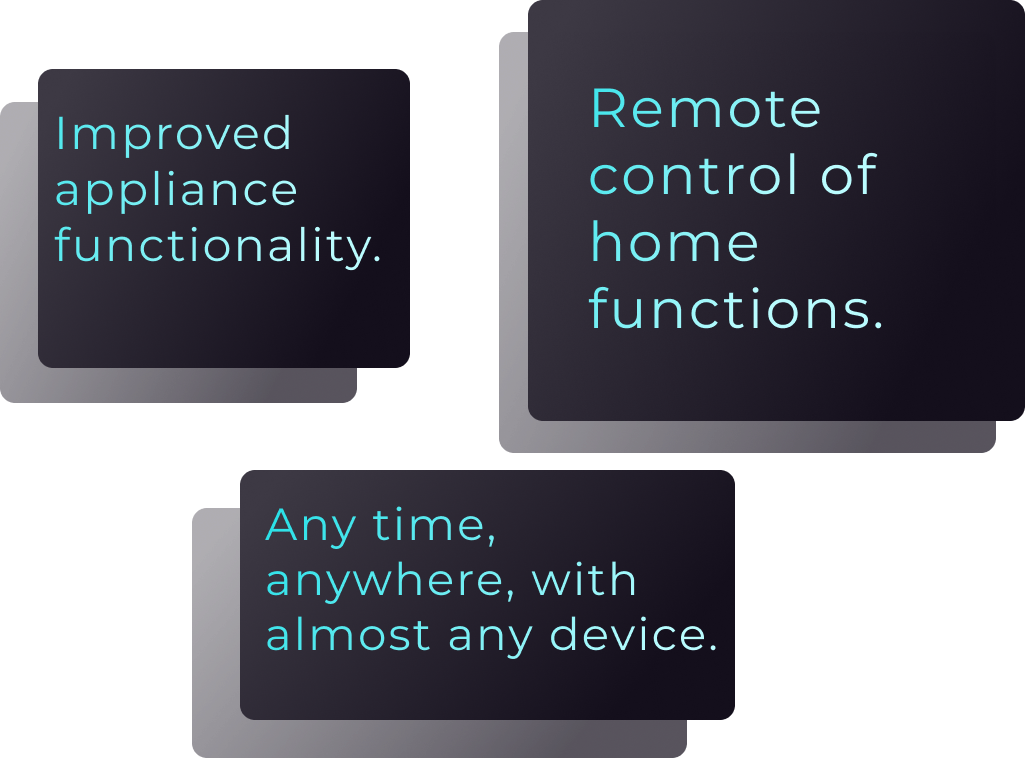 Improved
appliance
functionality.
Remote
control of
home
functions.
Any time,
anywhere, with
almost any device.